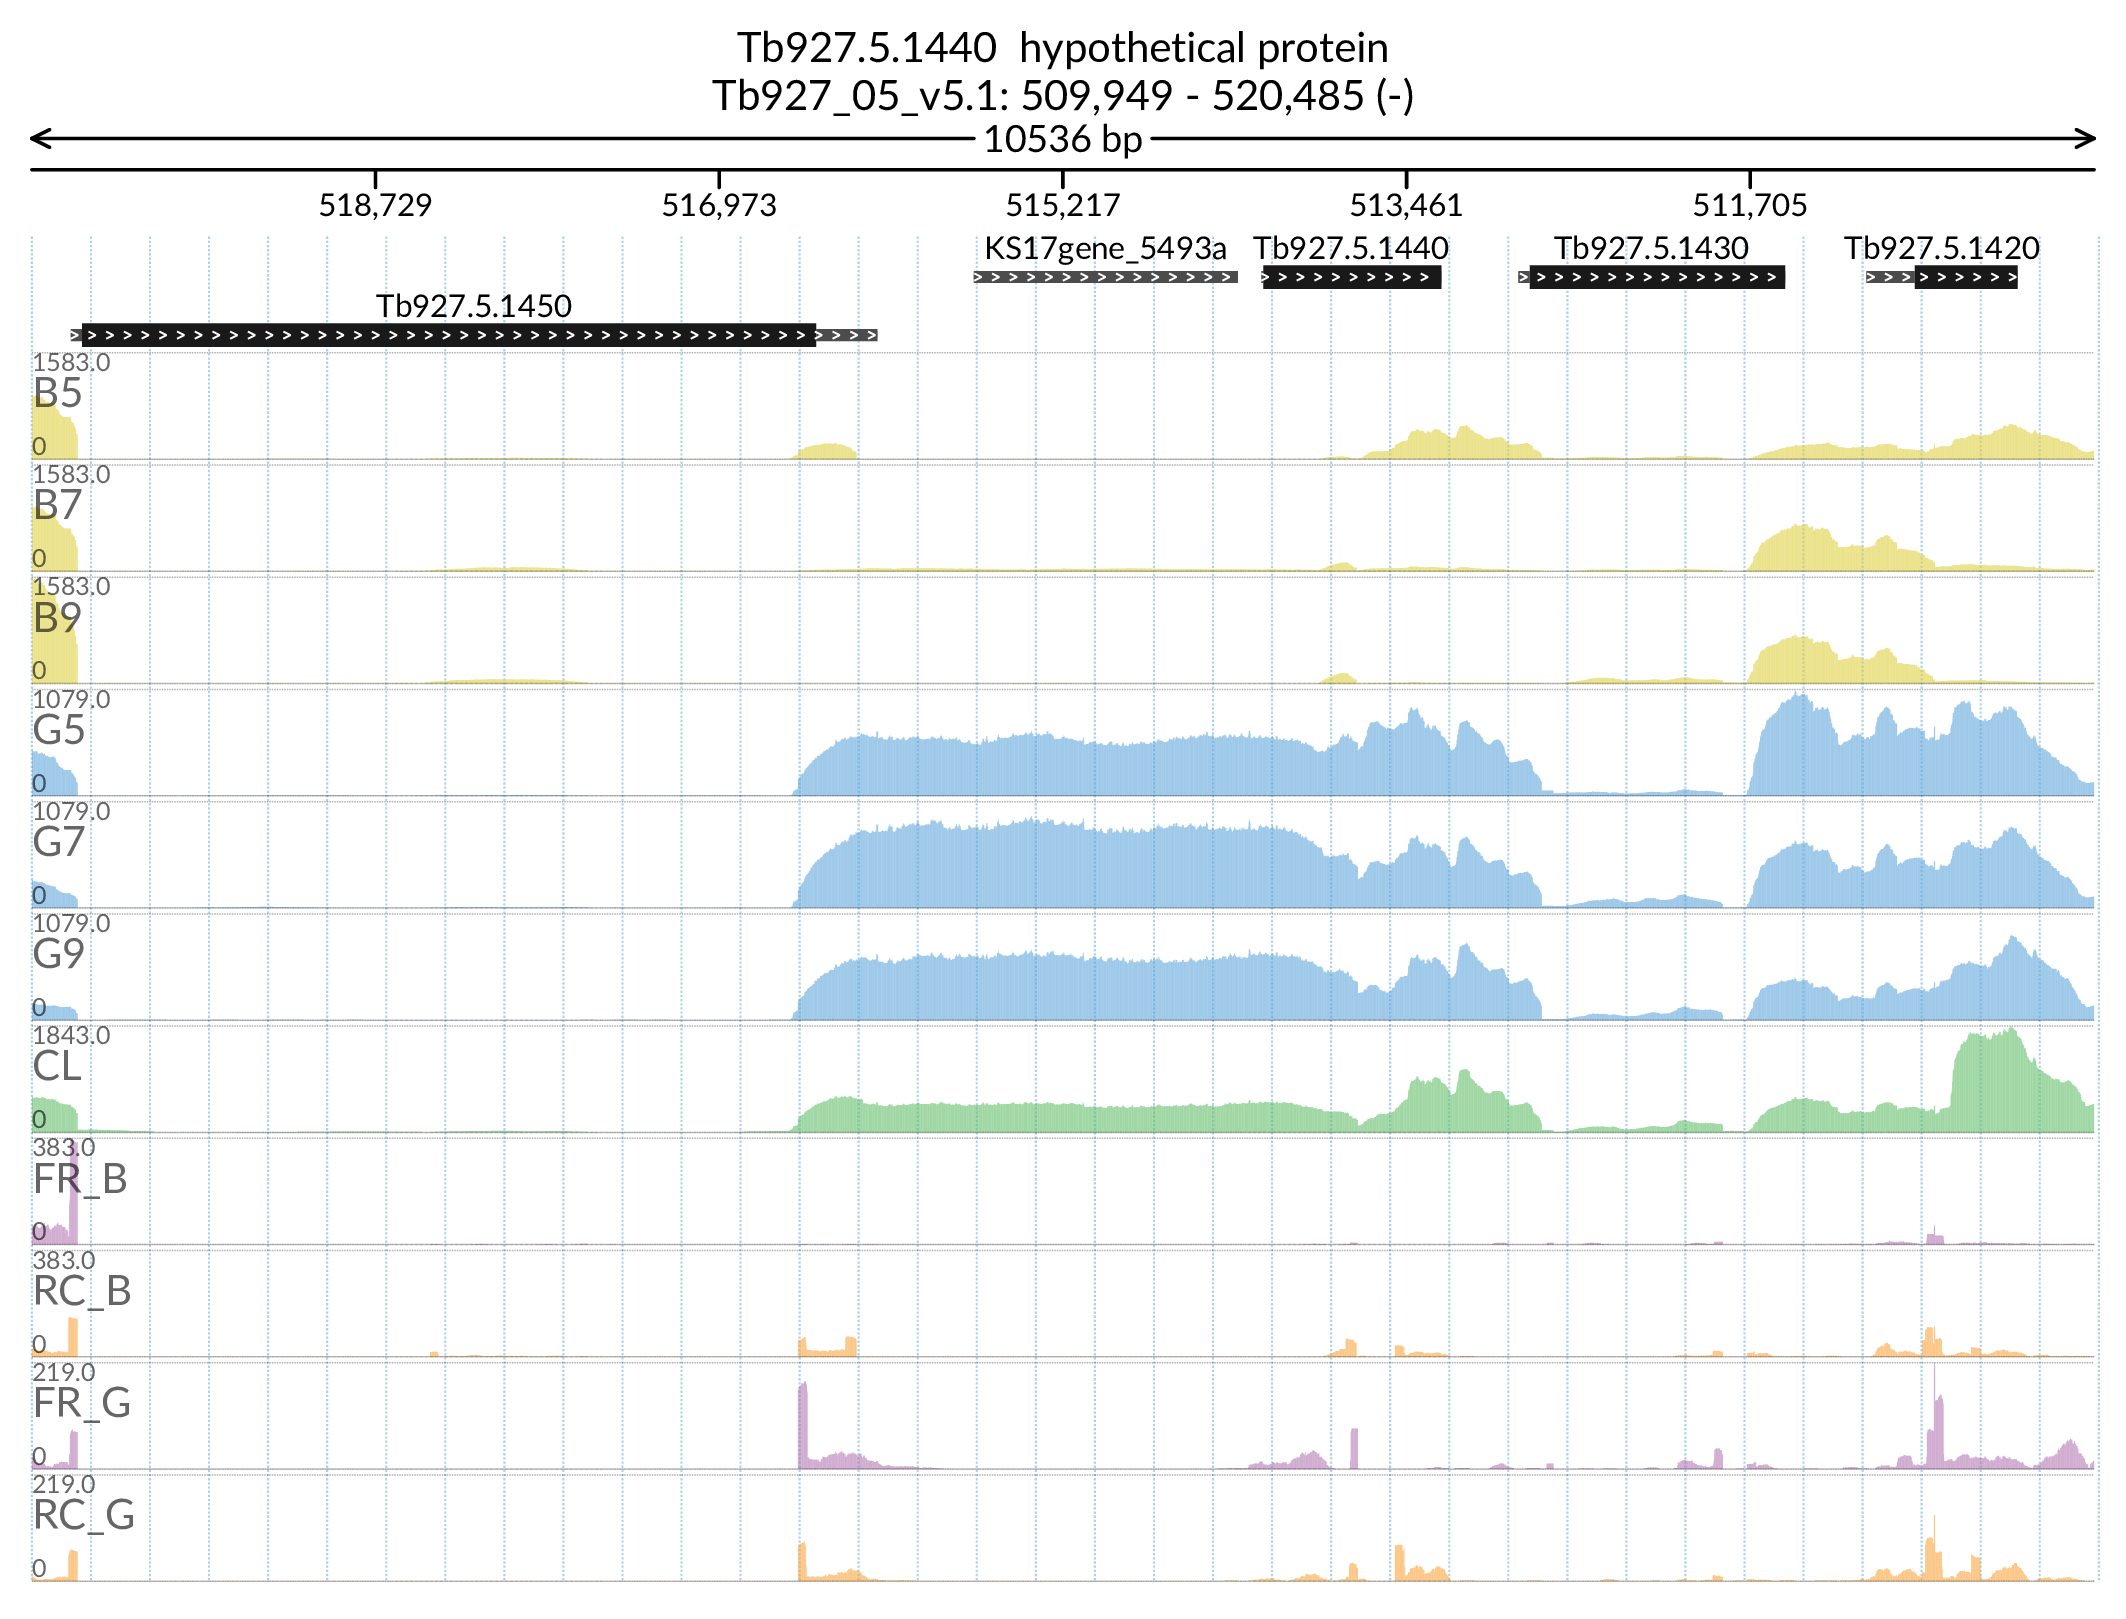 Tb927.5.1440  hypothetical protein
Tb927_05_v5.1: 509,949 - 520,485 (-)
10536 bp
518,729 516,973 515,217 513,461 511,705
KS17gene_5493a Tb927.5.1440 Tb927.5.1430 Tb927.5.1420
Tb927.5.1450
1583.0
B5
0
1583.0
B7
0
1583.0
B9
0
1079.0
G5
0
1079.0
G7
0
1079.0
G9
0
1843.0
CL
0
383.0
FR_B
0
383.0
RC_B
0
219.0
FR_G
0
219.0
RC_G
0